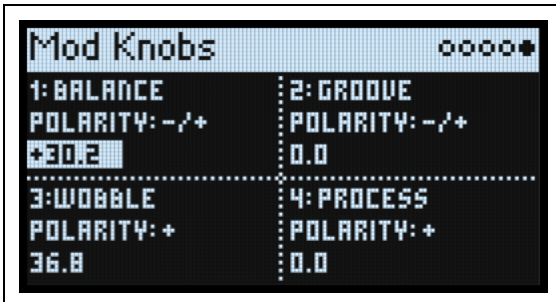 Mod Knobs
1: BALANCE
POLARITY: -/+
+30.2
2: GROOVE
POLARITY: -/+
0.0
3:WOBBLE
POLARITY: +
36.8
4: PROCESS
POLARITY: +
0.0